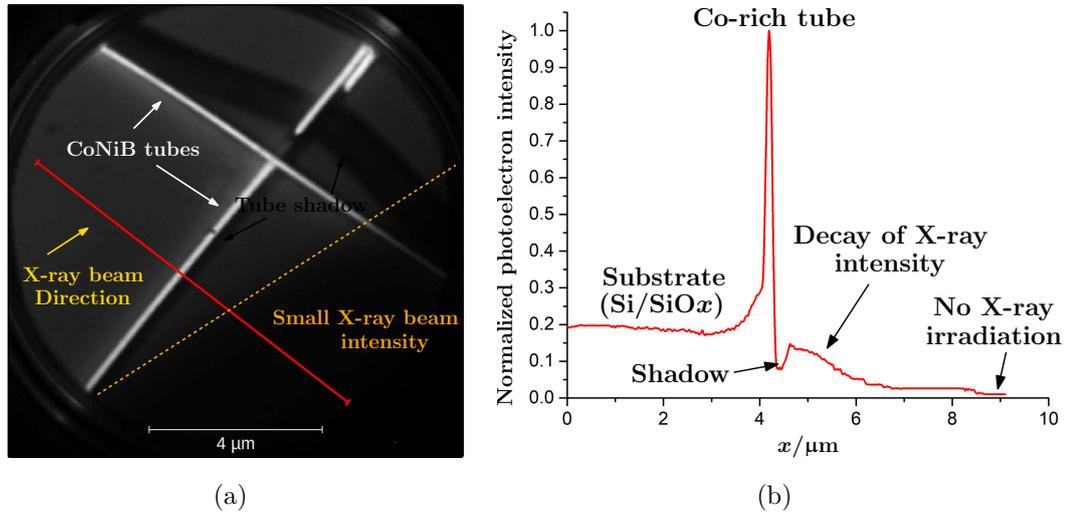 CoNiB tubes
Tube shadow
X-ray beam
Direction
Small X-ray beam
intensity
4 µm
(a)
Normalized photoelectron intensity
1.0
0.9
0.8
0.7
0.6
0.5
0.4
0.3
0.2
0.1
0.0
Co-rich tube
Decay of X-ray
intensity
Substrate
(Si/SiOx)
No X-ray
irradiation
Shadow
0 2 4 6 8 10
x/µm
(b)